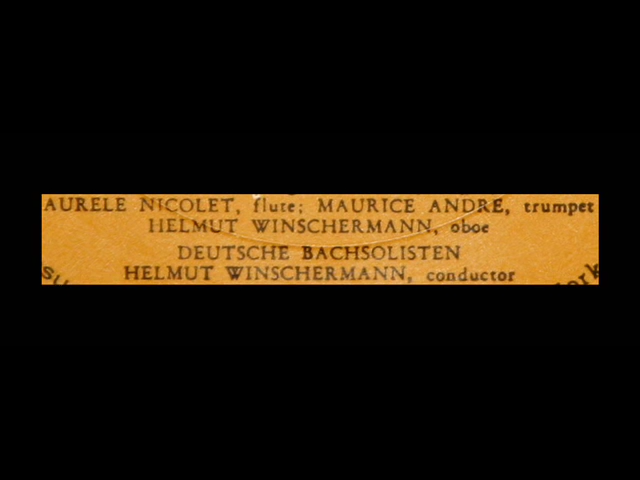 AURELE NICOLET, flute; MAURICE ANDRE, trumpet
HELMUT WINSCHERMANN, oboe
DEUTSCHE BACHSOLISTEN
HELMUT WINSCHERMANN, conductor